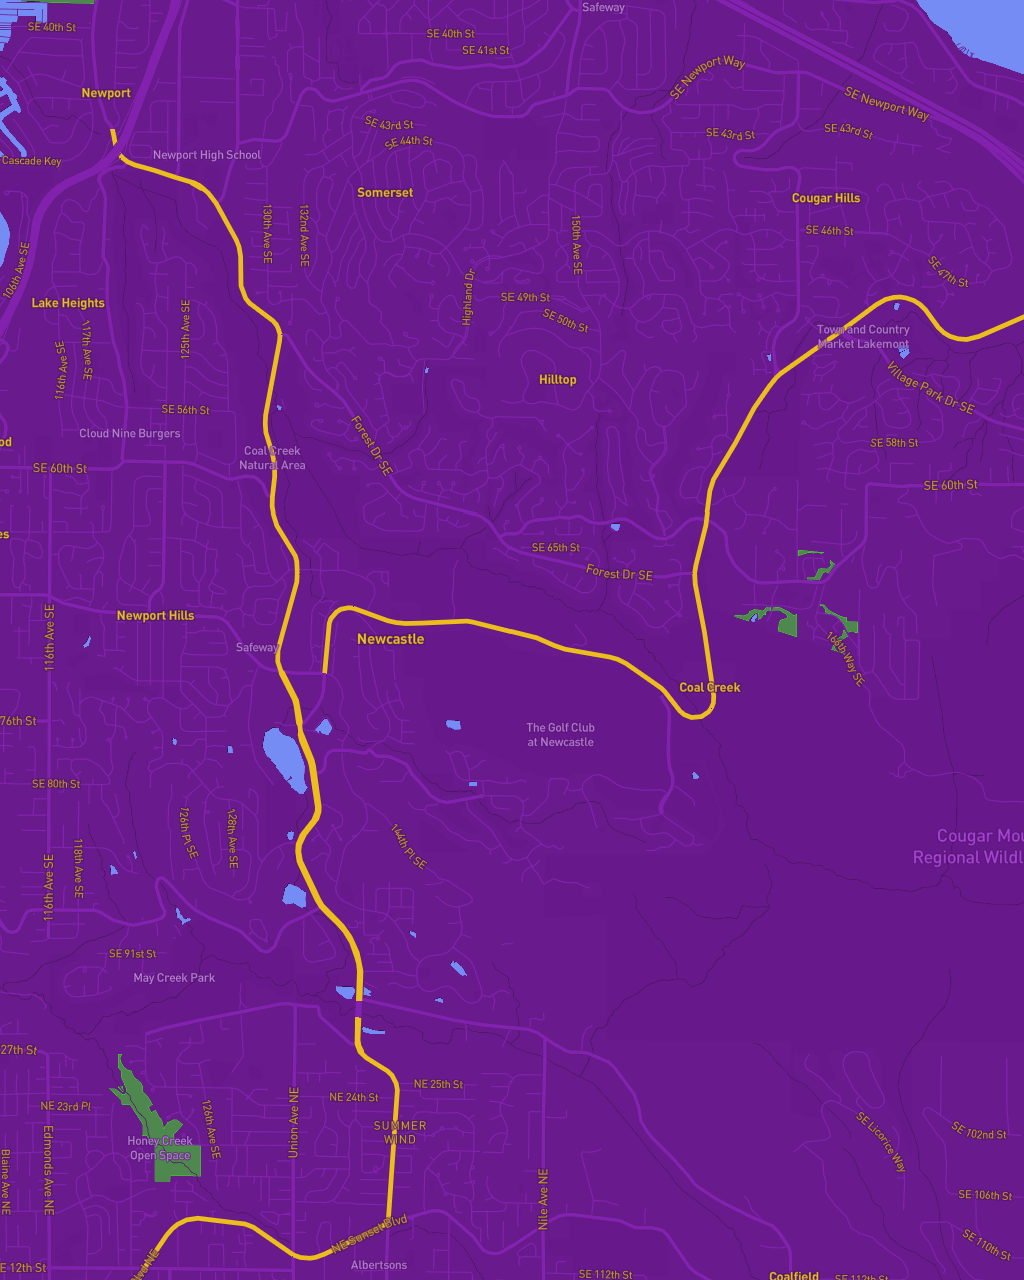 Safeway
SE 40th St
SE 40th St
SE 41st St
SE Newport Way
Newport
SE Newport Way
SE 43rd St
SE 44th St
SE 43rd St
SE 43rd St
Cascade Key
Newport High School
Somerset
Cougar Hills
130th Ave SE
132nd Ave SE
150th Ave SE
SE 46th St
106th Ave SE
SE 47th St
Lake Heights
Highland Dr
SE 49th St
SE 50th St
125th Ave SE
117th Ave SE
116th Ave SE
Town and Country
Market Lakemont
Hilltop
Village Park Dr SE
SE 56th St
Forest Dr SE
Cloud Nine Burgers
od
SE 58th St
Coal Creek
Natural Area
SE 60th St
SE 60th St
es
SE 65th St
Forest Dr SE
116th Ave SE
Newport Hills
Newcastle
Safeway
166th Way SE
Coal Creek
76th St
The Golf Club
at Newcastle
SE 80th St
126th Pl SE
128th Ave SE
144th Pl SE
118th Ave SE
116th Ave SE
Cougar Mou
Regional Wildl
SE 91st St
May Creek Park
27th St
NE 25th St
NE 24th St
NE 23rd Pl
126th Ave SE
Union Ave NE
SUMMER
WIND
SE Licorice Way
SE 102nd St
Honey Creek
Open Space
Edmonds Ave NE
Blaine Ave NE
Nile Ave NE
SE 106th St
NE Sunset Blvd
SE 110th St
Blvd NE
E 12th St
Albertsons
SE 112th St
Coalfield
SE 112th St